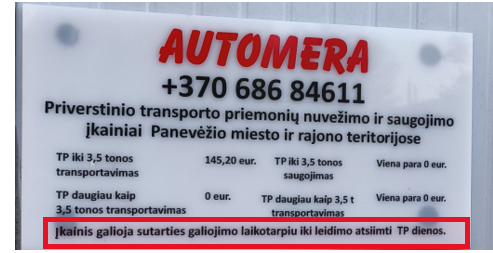 AUTOMERA
+370 686 84611
Priverstinio transporto priemonių nuvežimo ir saugojimo
įkainiai Panevėžio miesto ir rajono teritorijose
TP iki 3,5 tonos transportavimas 145,20 eur. TP iki 3,5 tonos saugojimas Viena para 0 eur.
TP daugiau kaip 3,5 tonos transportavimas 0 eur. TP daugiau kaip 3,5 t transportavimas Viena para 0 eur.
Įkainis galioja sutarties galiojimo laikotarpiu iki leidimo atsiimti TP dienos.